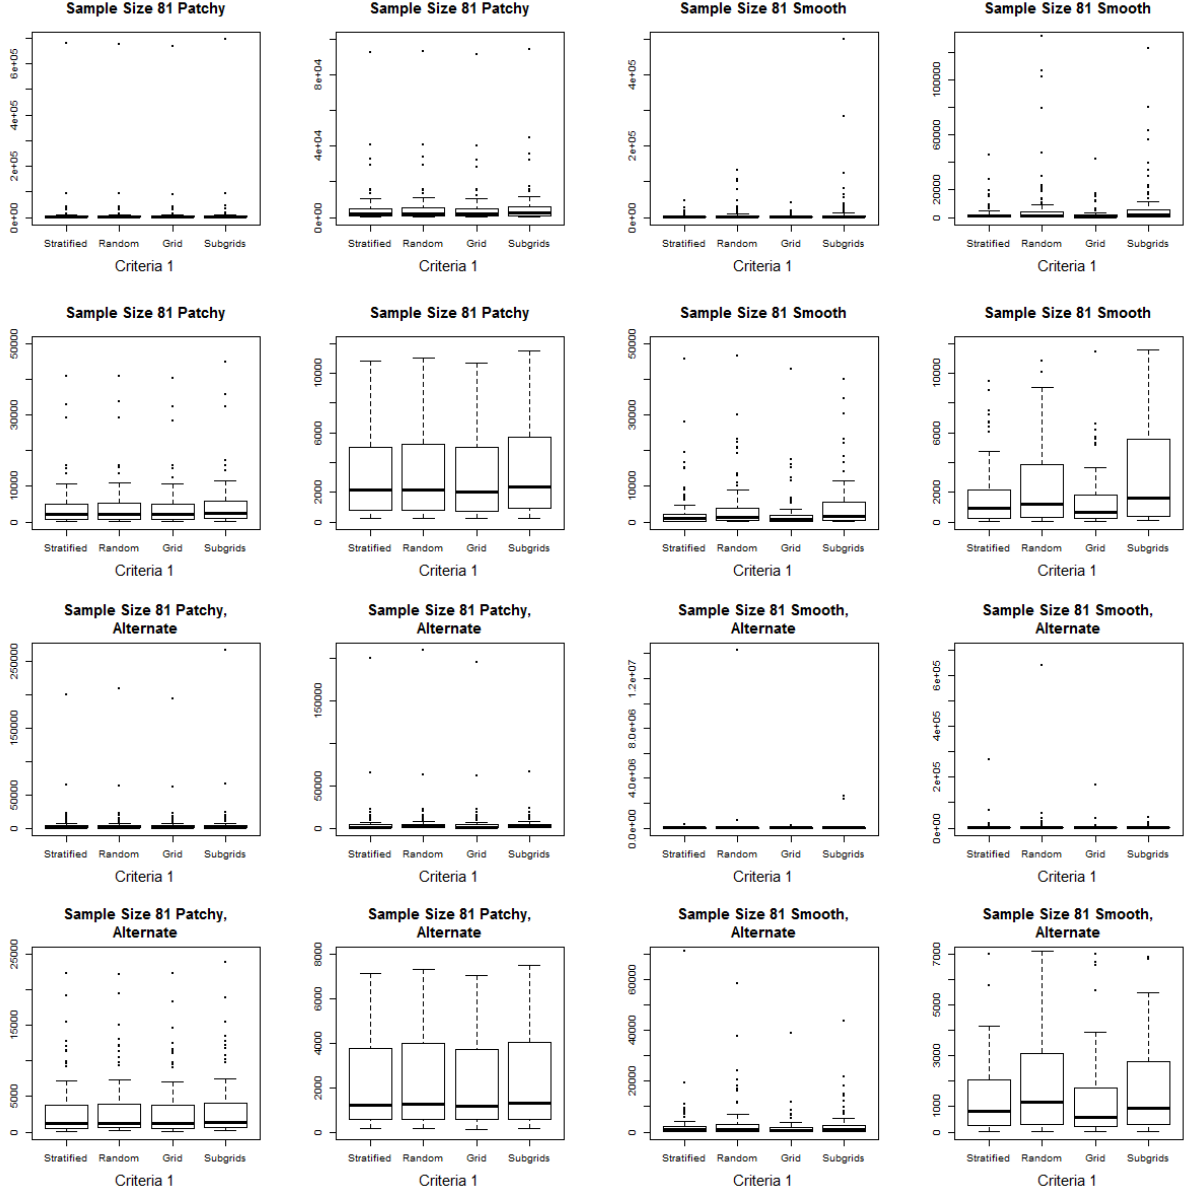 Sample Size 81 Patchy
6e+05
4e+05
2e+05
0e+00
Stratified Random Grid Subgrids
Criteria 1
Sample Size 81 Patchy
8e+04
4e+04
0e+00
Stratified Random Grid Subgrids
Criteria 1
Sample Size 81 Smooth
4e+05
2e+05
0e+00
Stratified Random Grid Subgrids
Criteria 1
Sample Size 81 Smooth
100000
60000
20000
0
Stratified Random Grid Subgrids
Criteria 1
Sample Size 81 Patchy
50000
30000
10000
0
Stratified Random Grid Subgrids
Criteria 1
Sample Size 81 Patchy
10000
6000
2000
0
Stratified Random Grid Subgrids
Criteria 1
Sample Size 81 Smooth
50000
30000
10000
0
Stratified Random Grid Subgrids
Criteria 1
Sample Size 81 Smooth
10000
6000
2000
0
Stratified Random Grid Subgrids
Criteria 1
Sample Size 81 Patchy,
Alternate
250000
150000
50000
0
Stratified Random Grid Subgrids
Criteria 1
Sample Size 81 Patchy,
Alternate
150000
50000
0
Stratified Random Grid Subgrids
Criteria 1
Sample Size 81 Smooth,
Alternate
1.2e+07
8.0e+06
4.0e+06
0.0e+00
Stratified Random Grid Subgrids
Criteria 1
Sample Size 81 Smooth,
Alternate
6e+05
4e+05
2e+05
0e+00
Stratified Random Grid Subgrids
Criteria 1
Sample Size 81 Patchy,
Alternate
25000
15000
5000
0
Stratified Random Grid Subgrids
Criteria 1
Sample Size 81 Patchy,
Alternate
8000
6000
4000
2000
0
Stratified Random Grid Subgrids
Criteria 1
Sample Size 81 Smooth,
Alternate
60000
40000
20000
0
Stratified Random Grid Subgrids
Criteria 1
Sample Size 81 Smooth,
Alternate
7000
5000
3000
1000
0
Stratified Random Grid Subgrids
Criteria 1